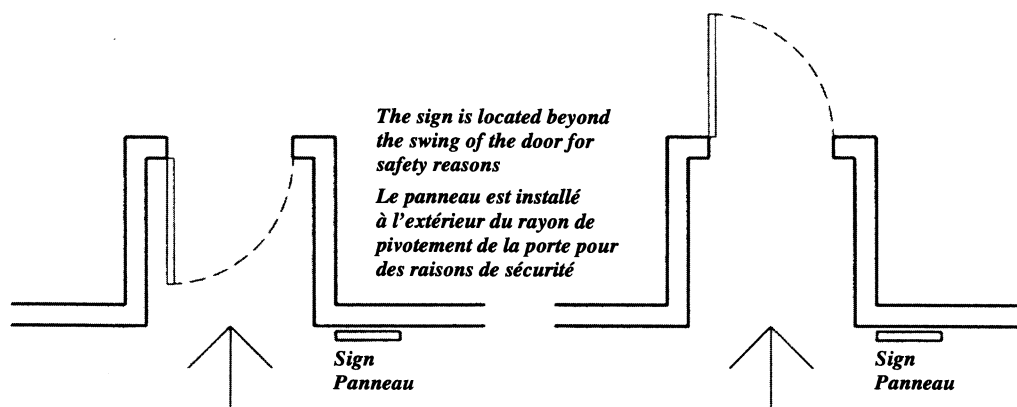 The sign is located beyond
the swing of the door for
safety reasons
Le panneau est installé
à l'extérieur du rayon de
pivotement de la porte pour
des raisons de sécurité
Sign
Panneau
Sign
Panneau